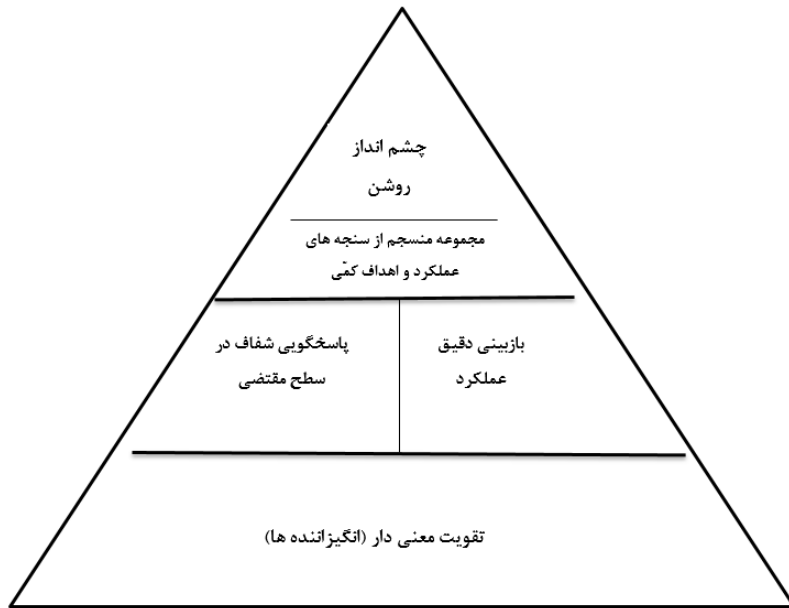 چشم انداز
روشن
مجموعه منسجم از سنجه های
عملکرد و اهداف کمّی
بازبینی دقیق
عملکرد
پاسخگویی شفاف در
سطح مقتضی
تقویت معنی دار (انگیزاننده ها)